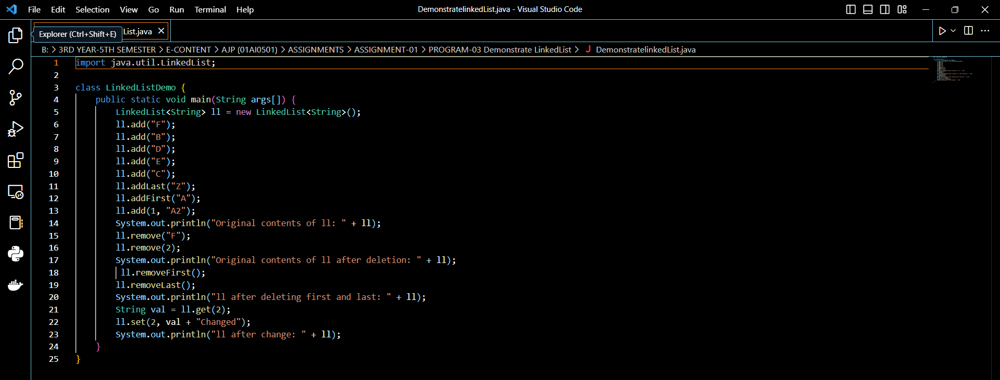 File Edit Selection View Go Run Terminal Help DemonstratelinkedList.java - Visual Studio Code
Explorer (Ctrl+Shift+E) List.java
B: > 3RD YEAR-5TH SEMESTER > E-CONTENT > AJP (01AI0501) > ASSIGNMENTS > ASSIGNMENT-01 > PROGRAM-03 Demonstrate LinkedList > J DemonstratelinkedList.java
1 import java.util.LinkedList;
2
3 class LinkedListDemo {
4 public static void main(String args[]) {
5 LinkedList<String> ll = new LinkedList<String>();
6 ll.add("F");
7 ll.add("B");
8 ll.add("D");
9 ll.add("E");
10 ll.add("C");
11 ll.addLast("Z");
12 ll.addFirst("A");
13 ll.add(1, "A2");
14 System.out.println("Original contents of ll: " + ll);
15 ll.remove("F");
16 ll.remove(2);
17 System.out.println("Original contents of ll after deletion: " + ll);
18 ll.removeFirst();
19 ll.removeLast();
20 System.out.println("ll after deleting first and last: " + ll);
21 String val = ll.get(2);
22 ll.set(2, val + "Changed");
23 System.out.println("ll after change: " + ll);
24 }
25 }